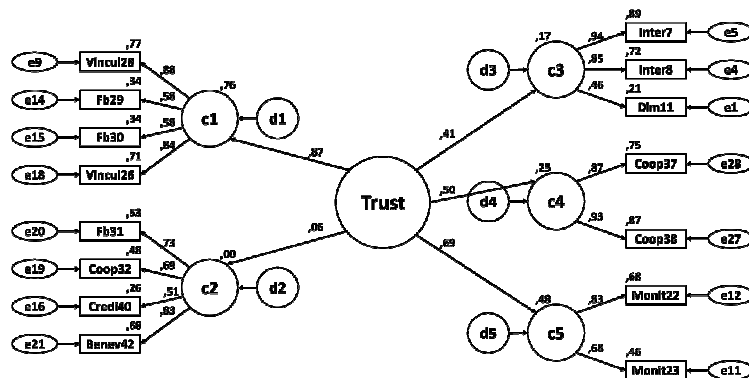 ,77
e9 Vincul28
,88
,34
e14 Fb29
,58
,76
c1 d1
,34
e15 Fb30
,58
,71
e18 Vincul26
,84
,87
,53
e20 Fb31
,73
,06
,48
e19 Coop32
,69
,00
c2 d2
,26
e16 Credi40
,51
,68
e21 Benev42
,83
Trust
,89
Inter7 e5
,94
,17
d3 c3
,72
Inter8 e4
,85
,21
Dim11 e1
,46
,41
,75
Coop37 e28
,87
,25
,50
d4 c4
,87
Coop38 e27
,93
,69
,68
Monit22 e12
,83
,48
d5 c5
,46
Monit23 e11
,68